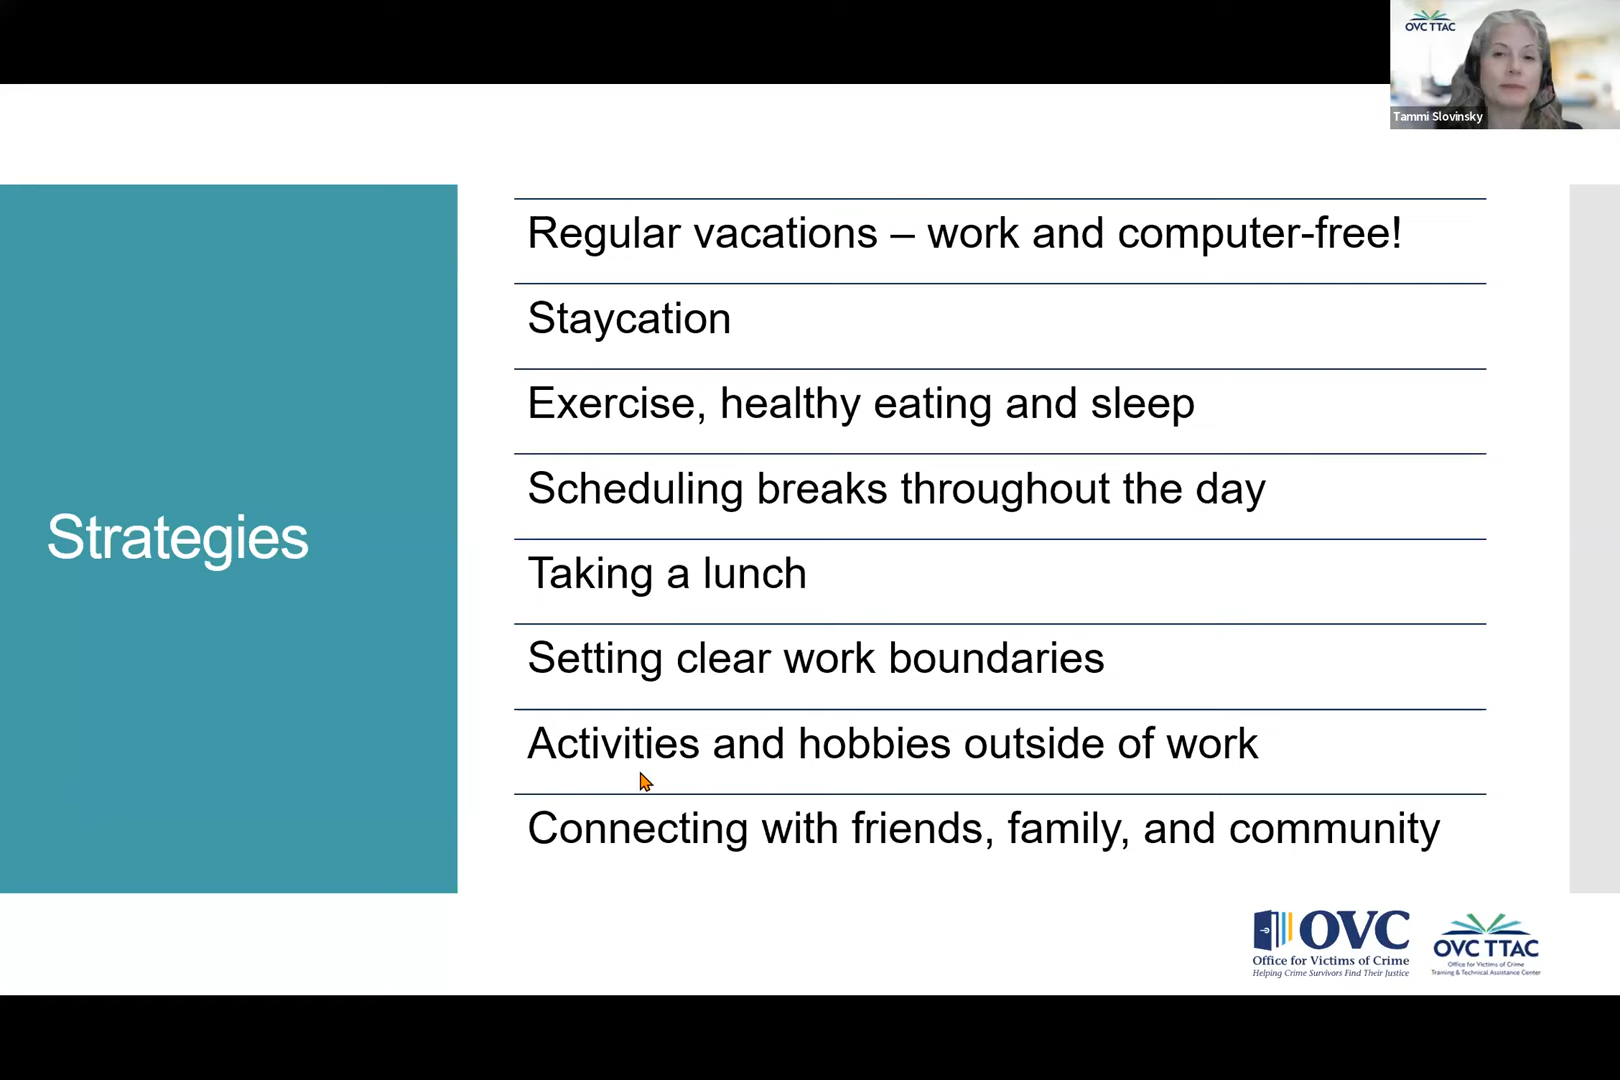 OVC TTAC
Tammi Slovinsky
Strategies
Regular vacations – work and computer-free!
Staycation
Exercise, healthy eating and sleep
Scheduling breaks throughout the day
Taking a lunch
Setting clear work boundaries
Activities and hobbies outside of work
Connecting with friends, family, and community
OVC
Office for Victims of Crime
Helping Crime Survivors Find Their Justice
OVC TTAC
Office for Victims of Crime
Training & Technical Assistance Center